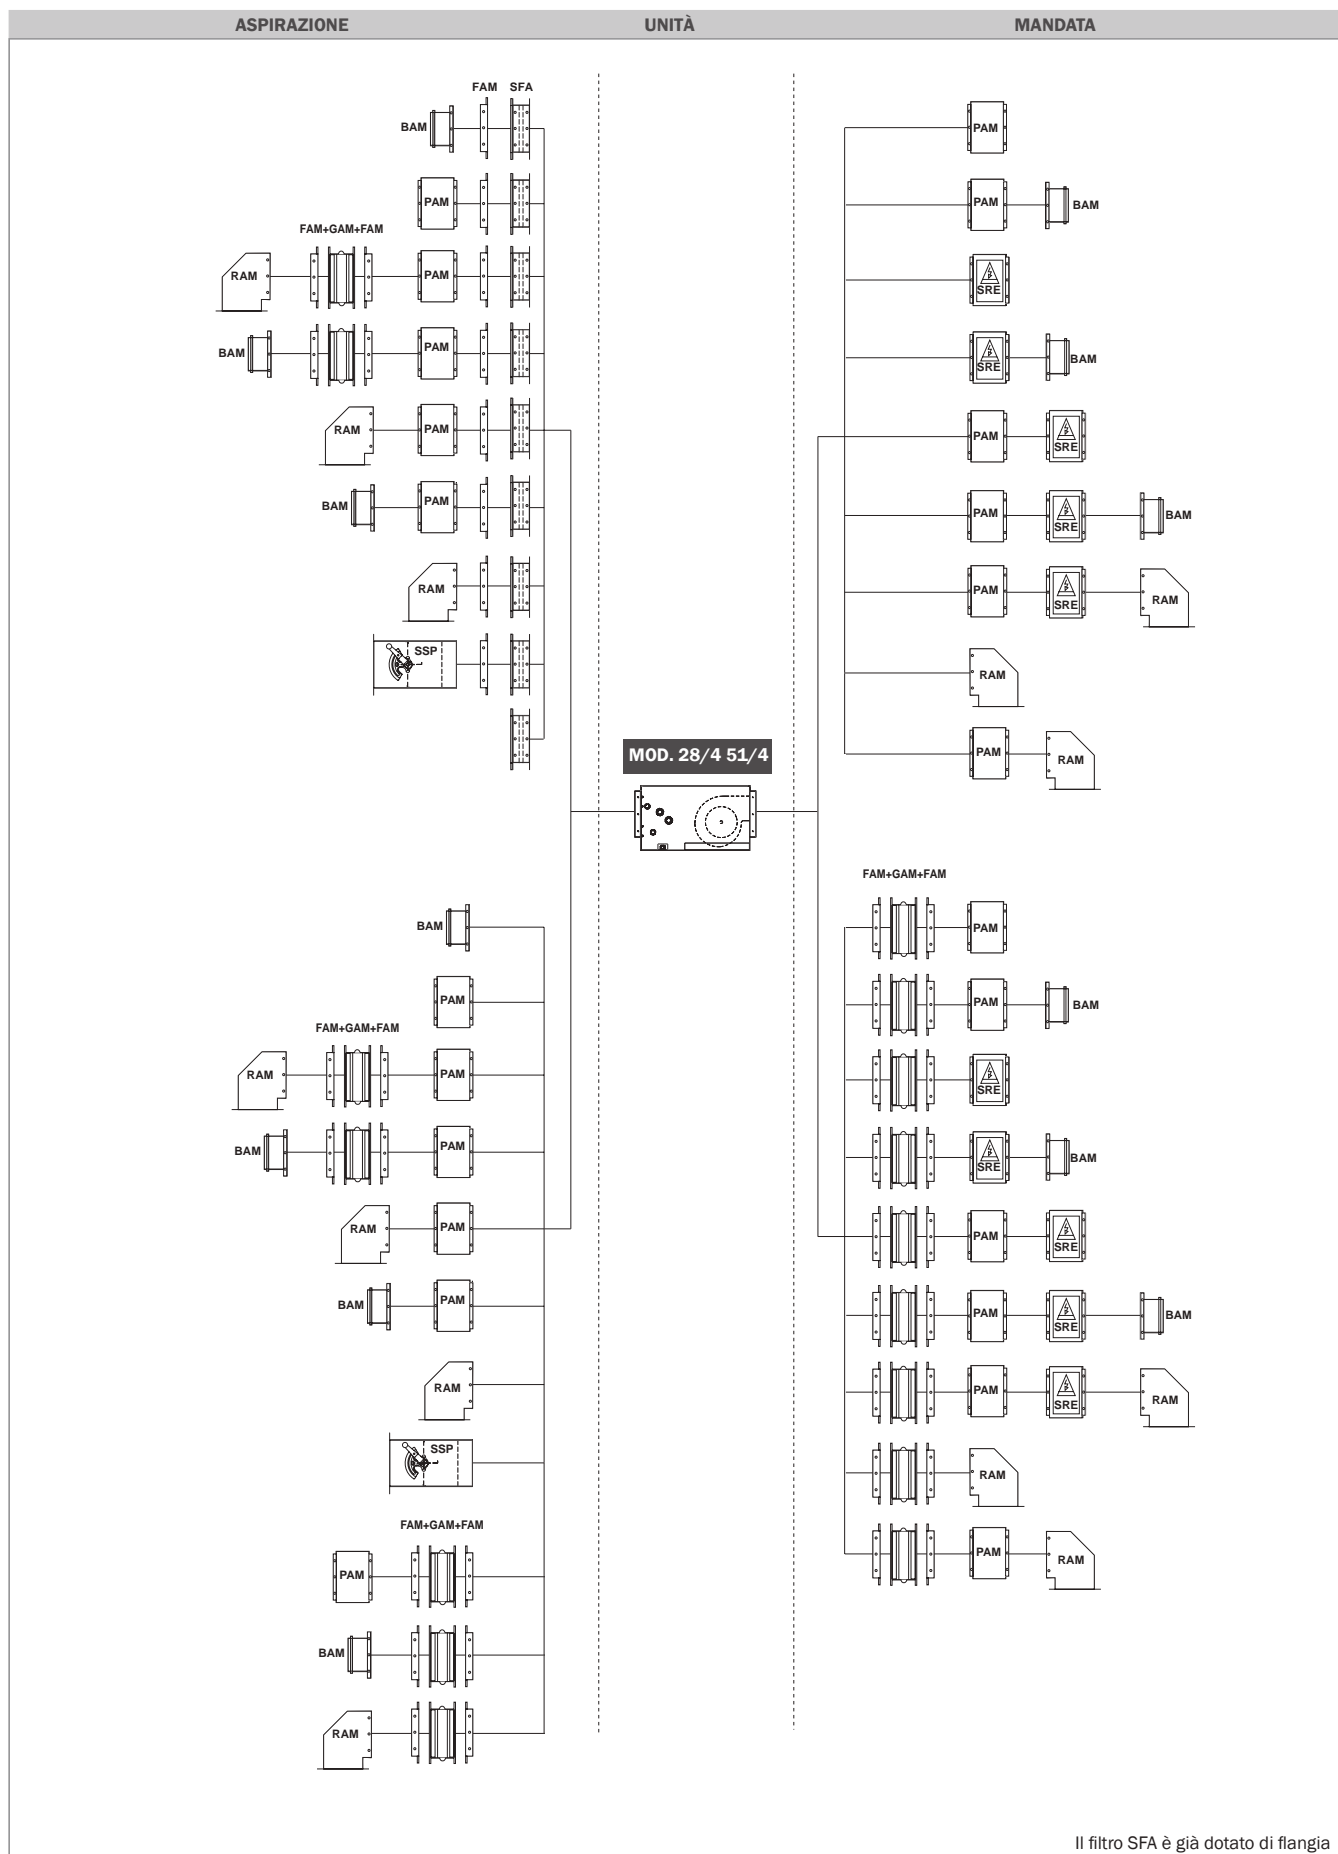 ASPIRAZIONE UNITÀ MANDATA
FAM SFA
BAM
PAM
FAM+GAM+FAM
RAM PAM
BAM PAM
RAM PAM
BAM PAM
RAM
SSP
BAM
PAM
FAM+GAM+FAM
RAM PAM
BAM PAM
RAM PAM
BAM PAM
RAM
SSP
FAM+GAM+FAM
PAM
BAM
RAM
MOD. 28/4 51/4
PAM
PAM BAM
SRE
SRE BAM
PAM SRE
PAM SRE BAM
PAM SRE RAM
RAM
PAM RAM
FAM+GAM+FAM
PAM
PAM BAM
SRE
SRE BAM
PAM SRE
PAM SRE BAM
PAM SRE RAM
RAM
PAM RAM
Il filtro SFA è già dotato di flangia